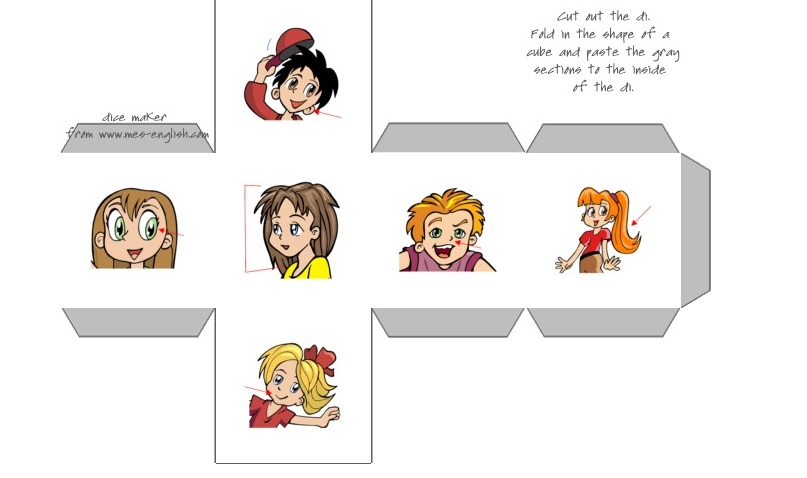 Cut out the di.
Fold in the shape of a
cube and paste the gray
sections to the inside
of the di.
dice maker
from www.mes-english.com